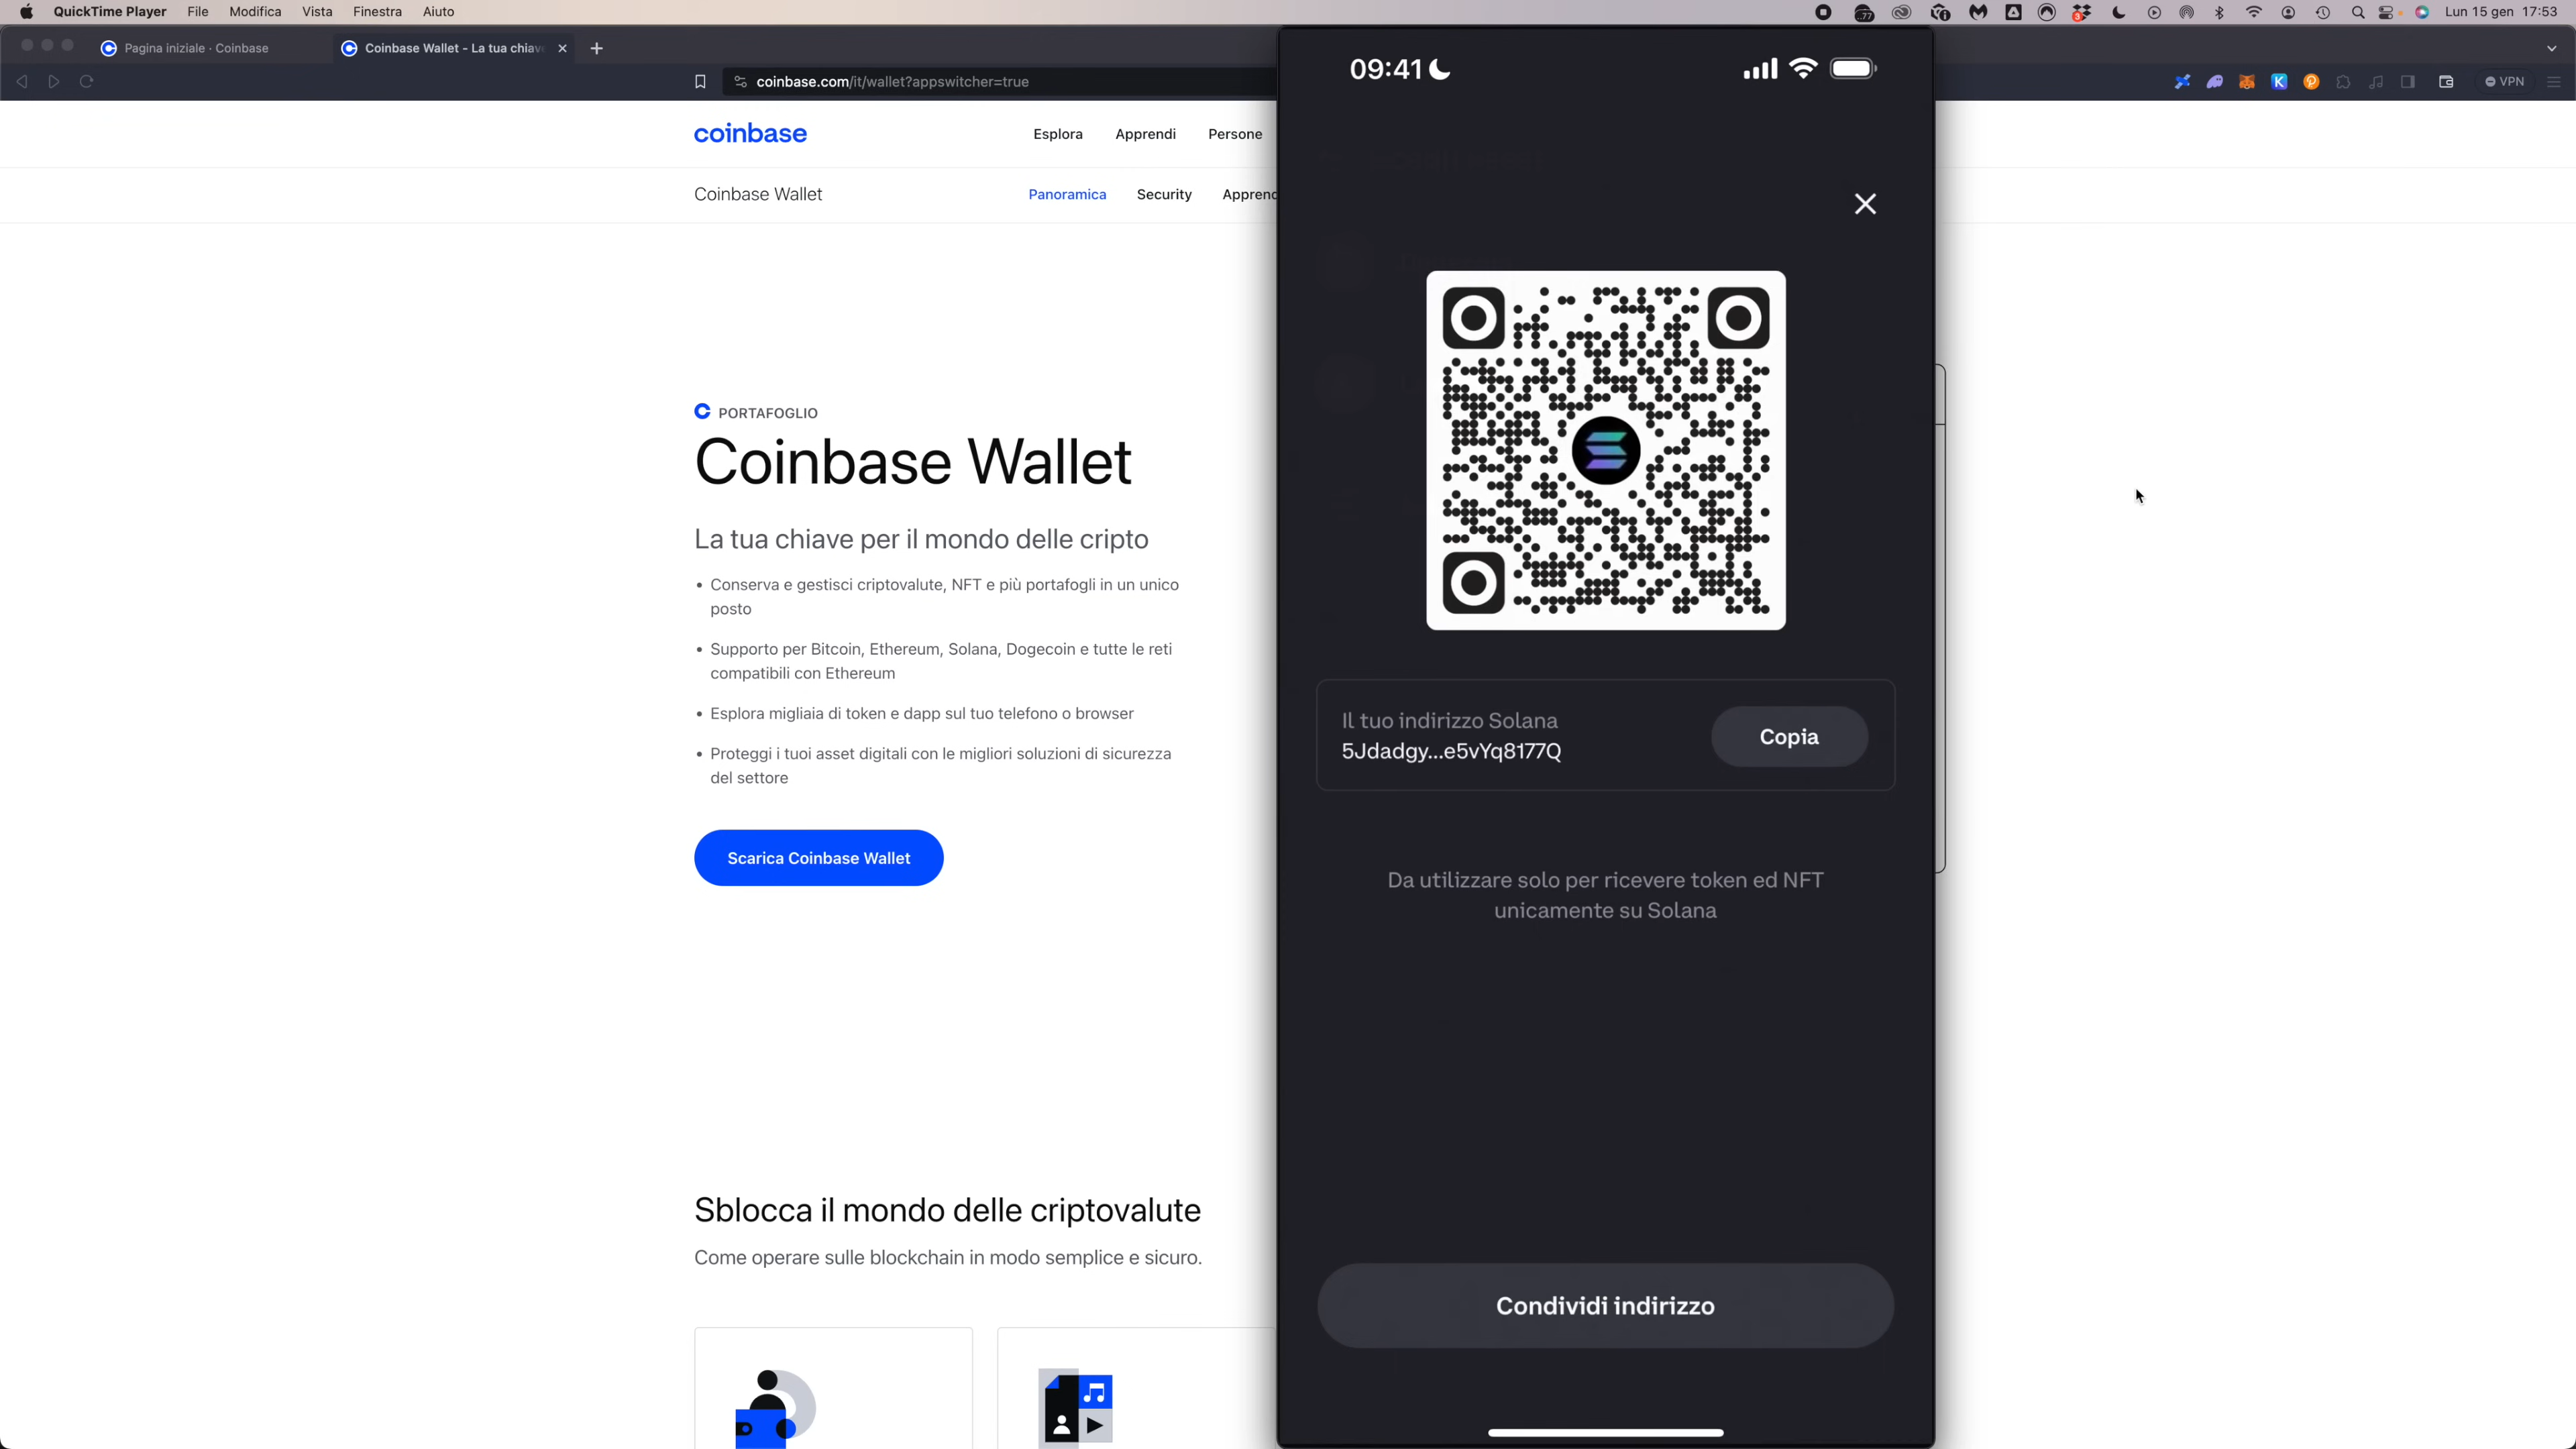 QuickTime Player File Modifica Vista Finestra Aiuto
77
3
Lun 15 gen 17:53
Pagina iniziale · Coinbase
Coinbase Wallet - La tua chiave
coinbase.com/it/wallet?appswitcher=true
VPN
coinbase
Esplora Apprendi Persone
Coinbase Wallet
Panoramica Security
PORTAFOGLIO
Coinbase Wallet
La tua chiave per il mondo delle cripto
• Conserva e gestisci criptovalute, NFT e più portafogli in un unico
posto
• Supporto per Bitcoin, Ethereum, Solana, Dogecoin e tutte le reti
compatibili con Ethereum
• Esplora migliaia di token e dapp sul tuo telefono o browser
• Proteggi i tuoi asset digitali con le migliori soluzioni di sicurezza
del settore
Scarica Coinbase Wallet
Sblocca il mondo delle criptovalute
Come operare sulle blockchain in modo semplice e sicuro.
09:41
Il tuo indirizzo Solana
5Jdadgy...e5vYq8177Q
Copia
Da utilizzare solo per ricevere token ed NFT
unicamente su Solana
Condividi indirizzo